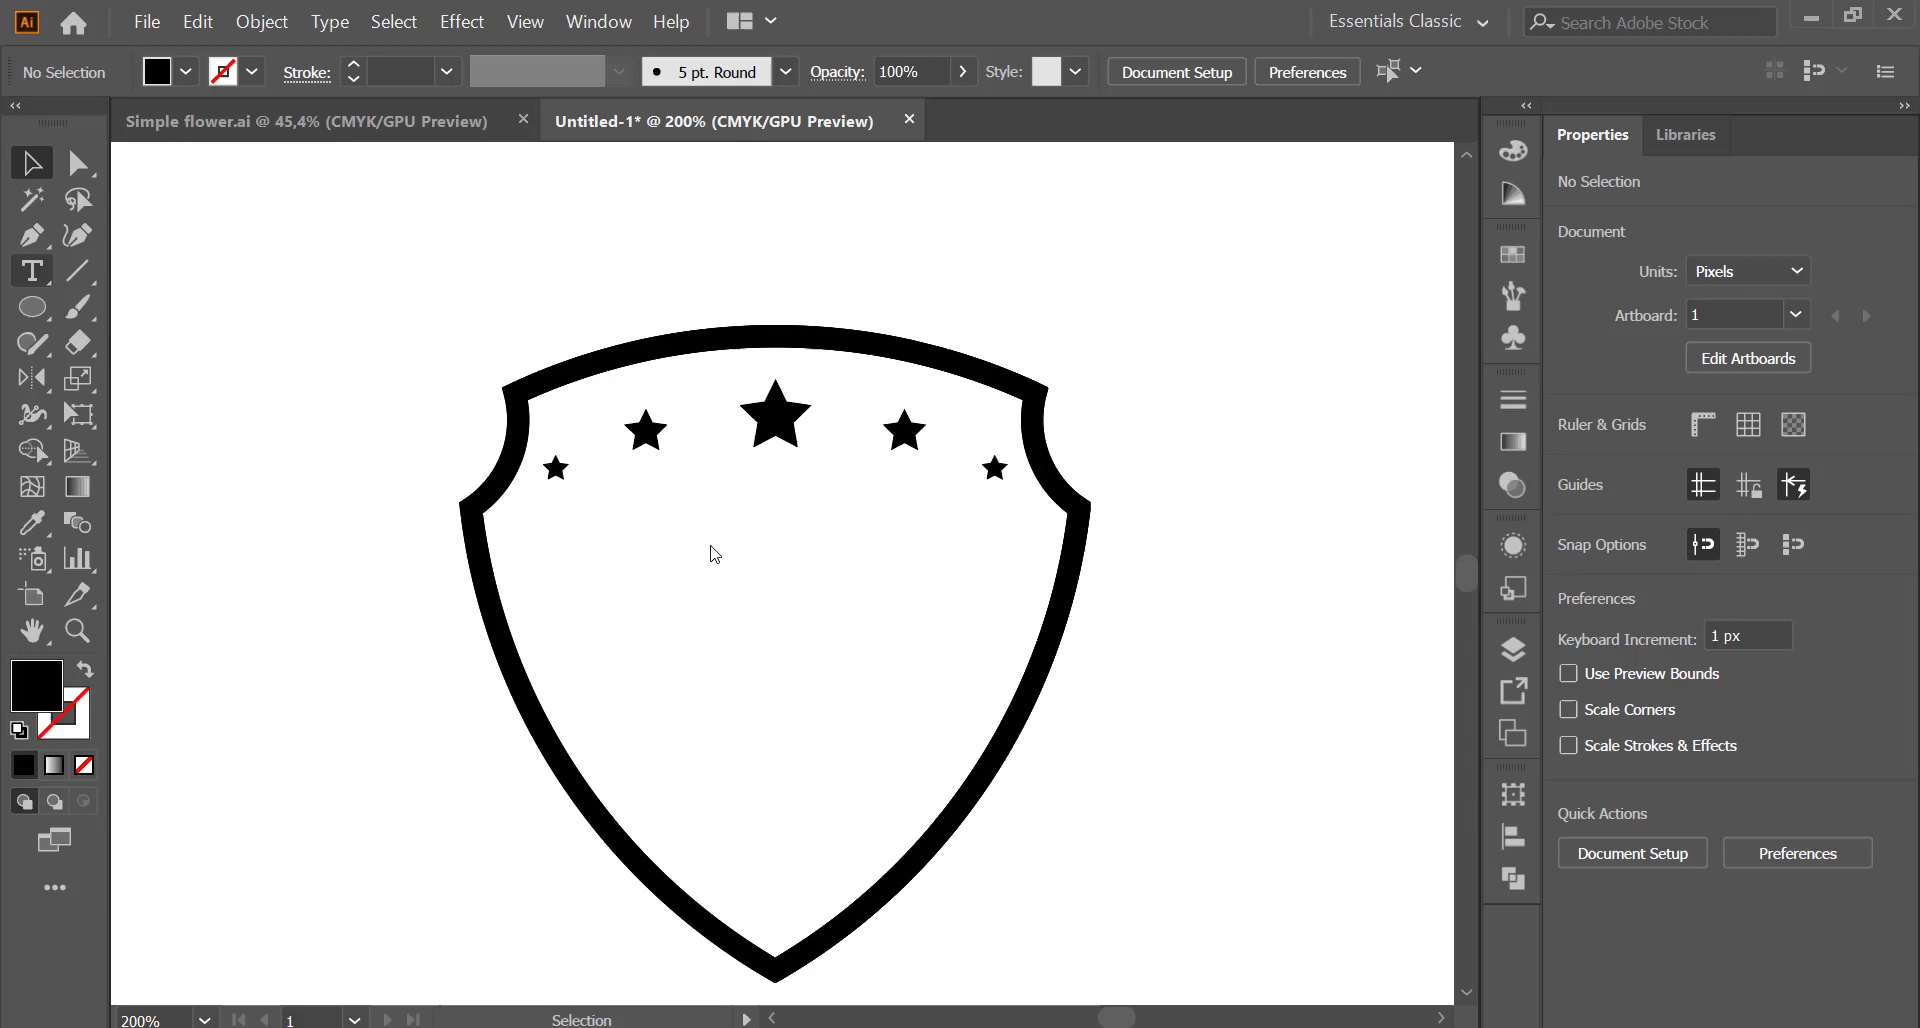 Ai File Edit Object Type Select Effect View Window Help Essentials Classic Search Adobe Stock
No Selection Stroke: 5 pt. Round Opacity: 100% Style: Document Setup Preferences
Simple flower.ai @ 45,4% (CMYK/GPU Preview) Untitled-1* @ 200% (CMYK/GPU Preview)
Properties Libraries
No Selection
Document
Units: Pixels
Artboard: 1
Edit Artboards
Ruler & Grids
Guides
Snap Options
Preferences
Keyboard Increment: 1 px
Use Preview Bounds
Scale Corners
Scale Strokes & Effects
Quick Actions
Document Setup Preferences
200% 1 Selection